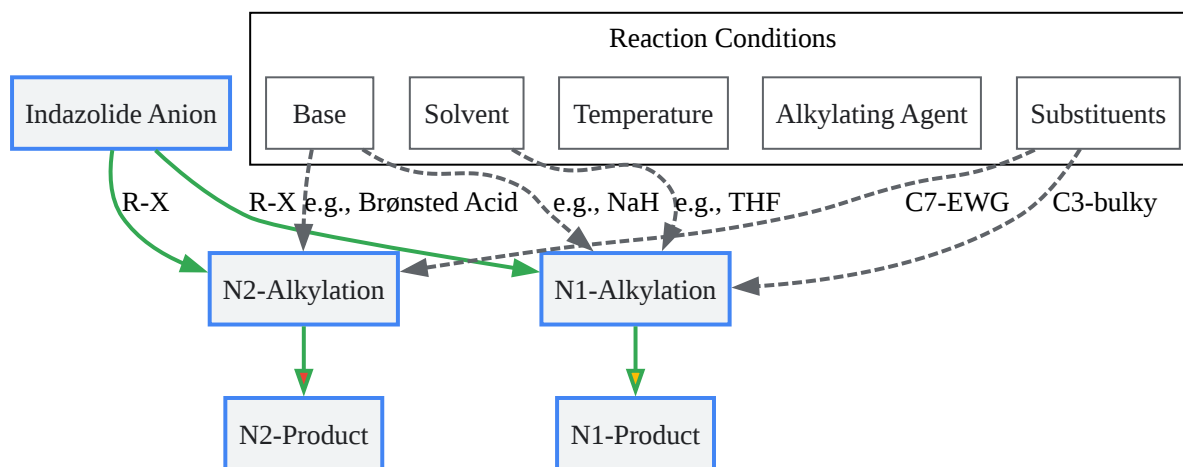 Reaction Conditions
Indazolide Anion
Base
Solvent
Temperature
Alkylating Agent
Substituents
R-X
R-X
e.g., Brønsted Acid
e.g., NaH
e.g., THF
C7-EWG
C3-bulky
N2-Alkylation
N1-Alkylation
N2-Product
N1-Product